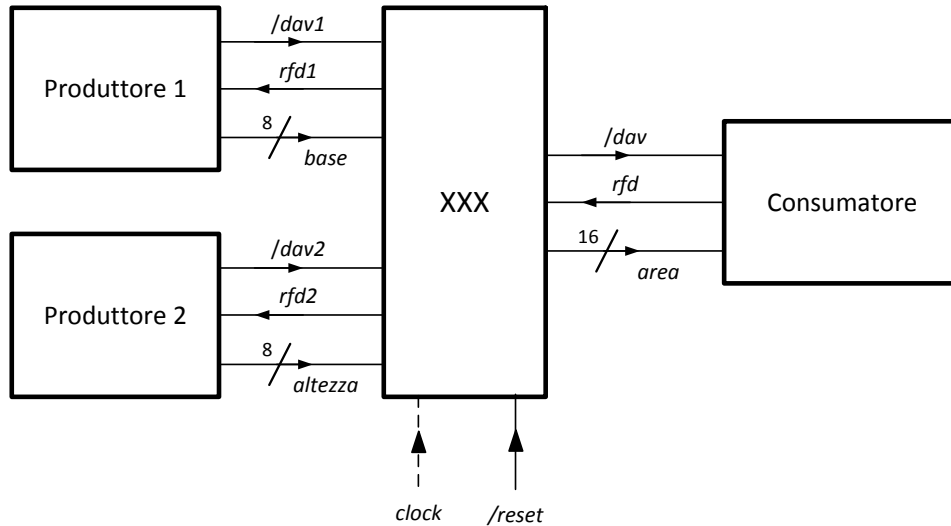 Produttore 1
/dav1
rfd1
8
base
Produttore 2
/dav2
rfd2
8
altezza
XXX
/dav
rfd
16
area
Consumatore
clock
/reset